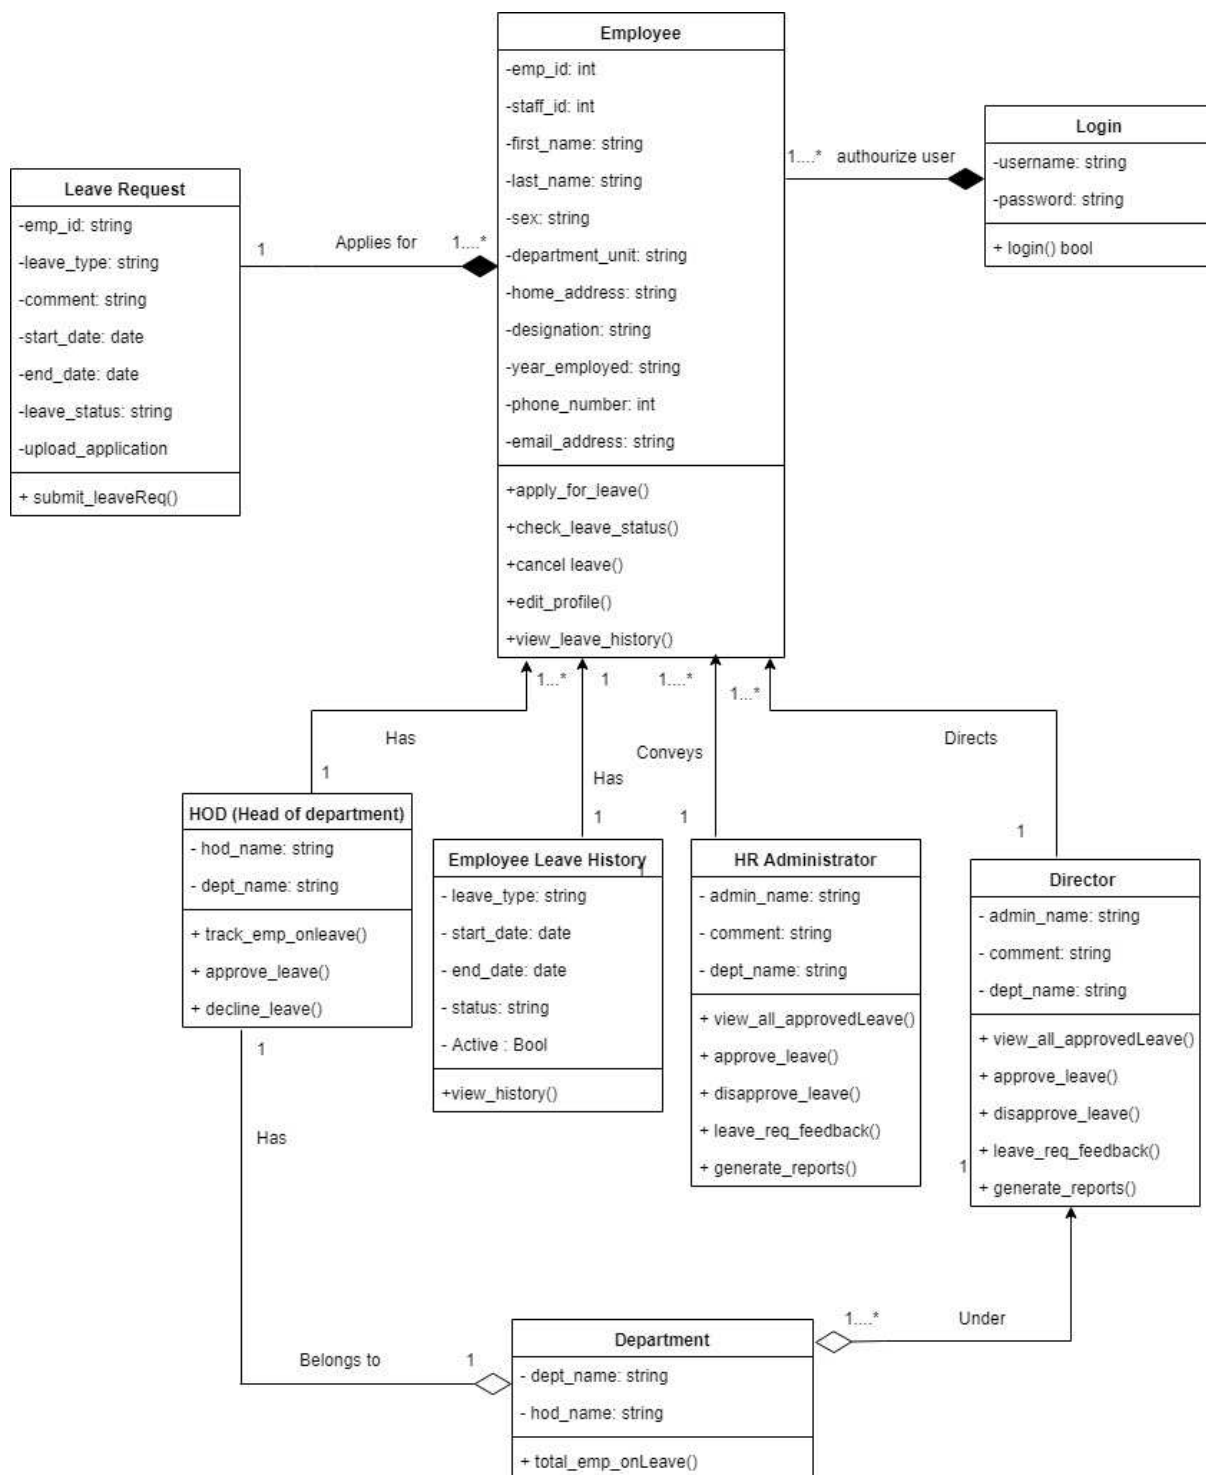 Employee
-emp_id: int
-staff_id: int
-first_name: string
-last_name: string
-sex: string
-department_unit: string
-home_address: string
-designation: string
-year_employed: string
-phone_number: int
-email_address: string
+apply_for_leave()
+check_leave_status()
+cancel leave()
+edit_profile()
+view_leave_history()
Login
-username: string
-password: string
+ login() bool
1....* authourize user
Leave Request
-emp_id: string
-leave_type: string
-comment: string
-start_date: date
-end_date: date
-leave_status: string
-upload_application
+ submit_leaveReq()
1 Applies for 1....*
1...*
1
1....*
1...*
Has
Has
Conveys
Directs
1
1
1
1
HOD (Head of department)
- hod_name: string
- dept_name: string
+ track_emp_onleave()
+ approve_leave()
+ decline_leave()
Employee Leave History
1
- leave_type: string
- start_date: date
- end_date: date
- status: string
- Active : Bool
+view_history()
HR Administrator
- admin_name: string
- comment: string
- dept_name: string
+ view_all_approvedLeave()
+ approve_leave()
+ disapprove_leave()
+ leave_req_feedback()
+ generate_reports()
Director
- admin_name: string
- comment: string
- dept_name: string
+ view_all_approvedLeave()
+ approve_leave()
+ disapprove_leave()
+ leave_req_feedback()
+ generate_reports()
1
1
Has
Belongs to 1
1....* Under
Department
- dept_name: string
- hod_name: string
+ total_emp_onLeave()